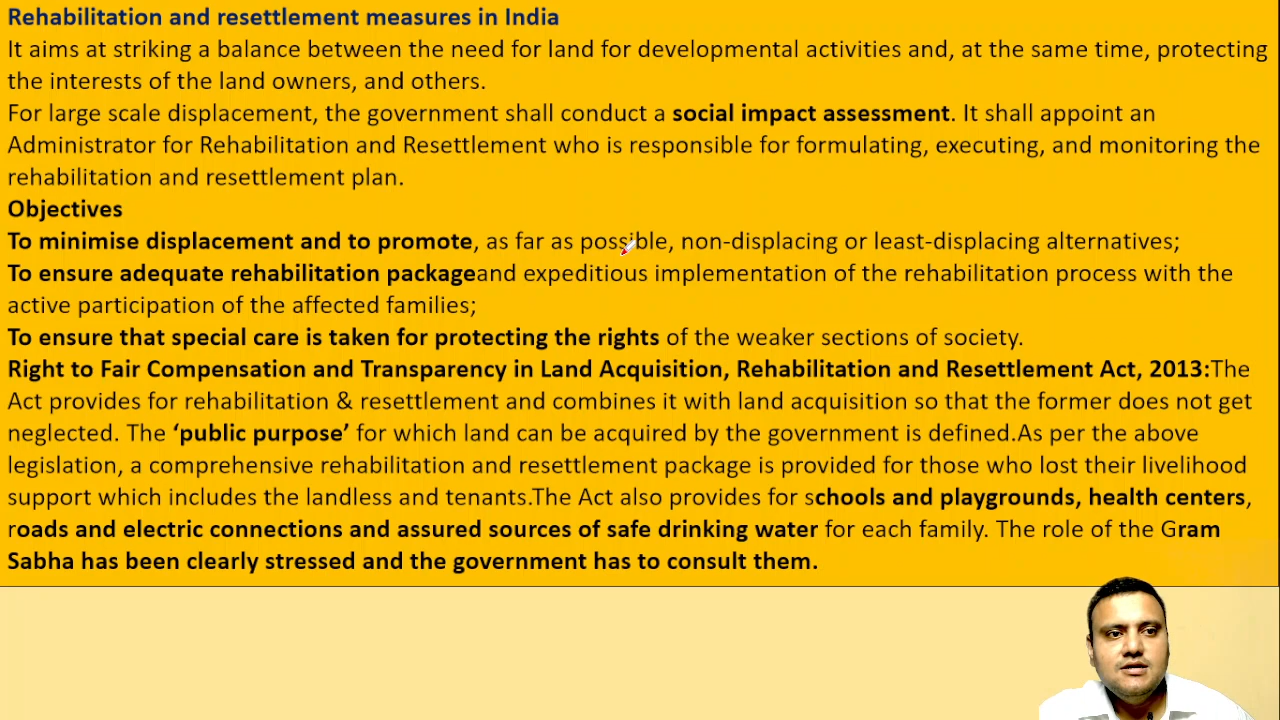 Rehabilitation and resettlement measures in India
It aims at striking a balance between the need for land for developmental activities and, at the same time, protecting
the interests of the land owners, and others.
For large scale displacement, the government shall conduct a social impact assessment. It shall appoint an
Administrator for Rehabilitation and Resettlement who is responsible for formulating, executing, and monitoring the
rehabilitation and resettlement plan.
Objectives
To minimise displacement and to promote, as far as possible, non-displacing or least-displacing alternatives;
To ensure adequate rehabilitation packageand expeditious implementation of the rehabilitation process with the
active participation of the affected families;
To ensure that special care is taken for protecting the rights of the weaker sections of society.
Right to Fair Compensation and Transparency in Land Acquisition, Rehabilitation and Resettlement Act, 2013:The
Act provides for rehabilitation & resettlement and combines it with land acquisition so that the former does not get
neglected. The ‘public purpose’ for which land can be acquired by the government is defined.As per the above
legislation, a comprehensive rehabilitation and resettlement package is provided for those who lost their livelihood
support which includes the landless and tenants.The Act also provides for schools and playgrounds, health centers,
roads and electric connections and assured sources of safe drinking water for each family. The role of the Gram
Sabha has been clearly stressed and the government has to consult them.